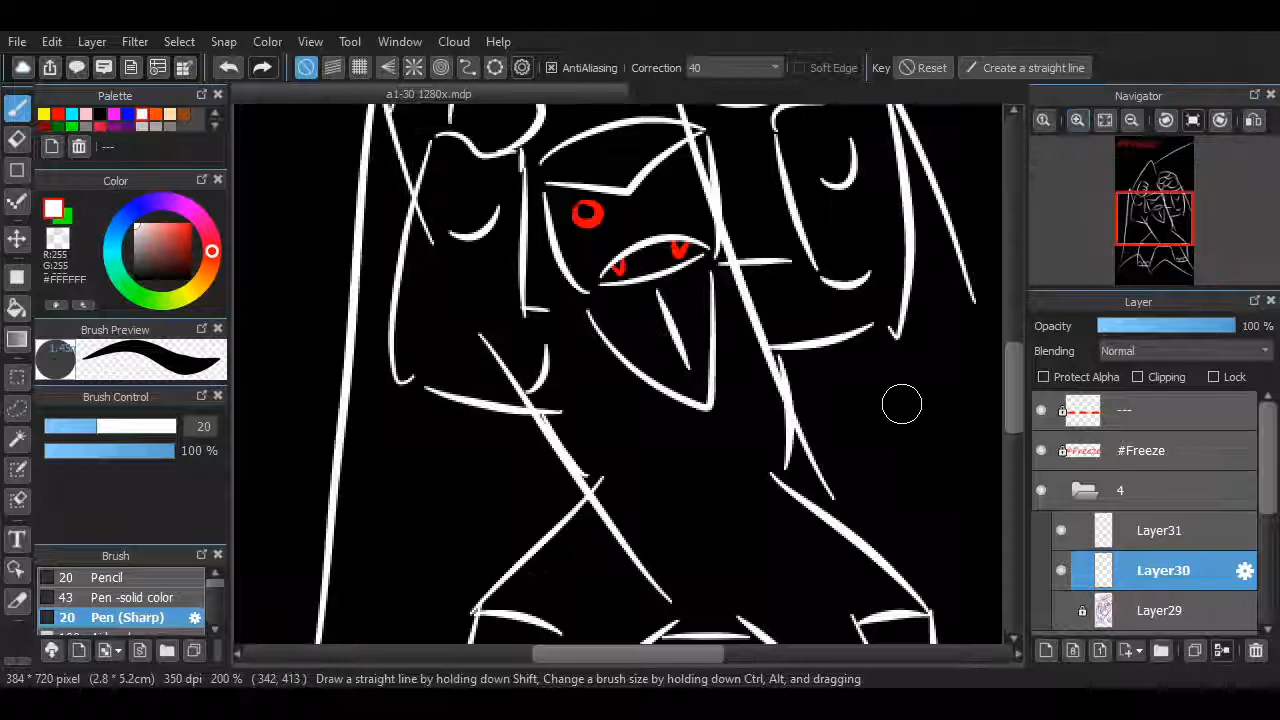 File Edit Layer Filter Select Snap Color View Tool Window Cloud Help
AntiAliasing Correction 40 Soft Edge Key Reset Create a straight line
Palette
a1-30 1280x.mdp
Navigator
---
Color
R:255
G:255
#FFFFFF
Brush Preview
Brush Control
20
100 %
Brush
20 Pencil
43 Pen -solid color
20 Pen (Sharp)
Layer
Opacity 100 %
Blending Normal
Protect Alpha Clipping Lock
---
#Freeze
4
Layer31
Layer30
Layer29
384 * 720 pixel (2.8 * 5.2cm) 350 dpi 200 % ( 342, 413 ) Draw a straight line by holding down Shift, Change a brush size by holding down Ctrl, Alt, and dragging.